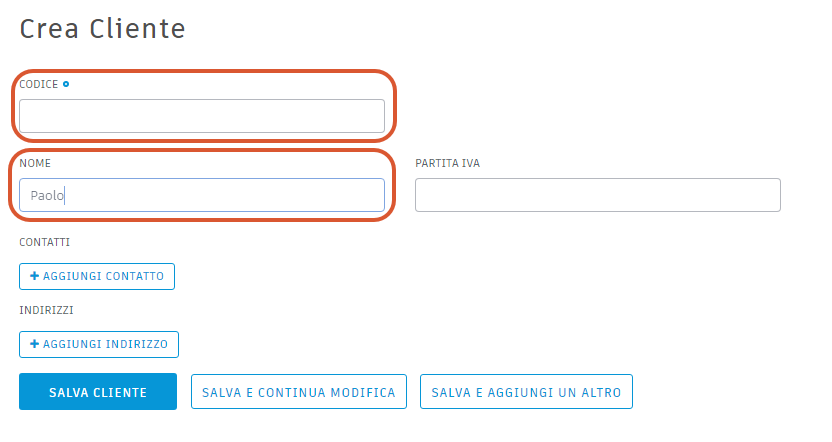 Crea Cliente
CODICE
NOME
PARTITA IVA
Paolo
CONTATTI
+ AGGIUNGI CONTATTO
INDIRIZZI
+ AGGIUNGI INDIRIZZO
SALVA CLIENTE
SALVA E CONTINUA MODIFICA
SALVA E AGGIUNGI UN ALTRO